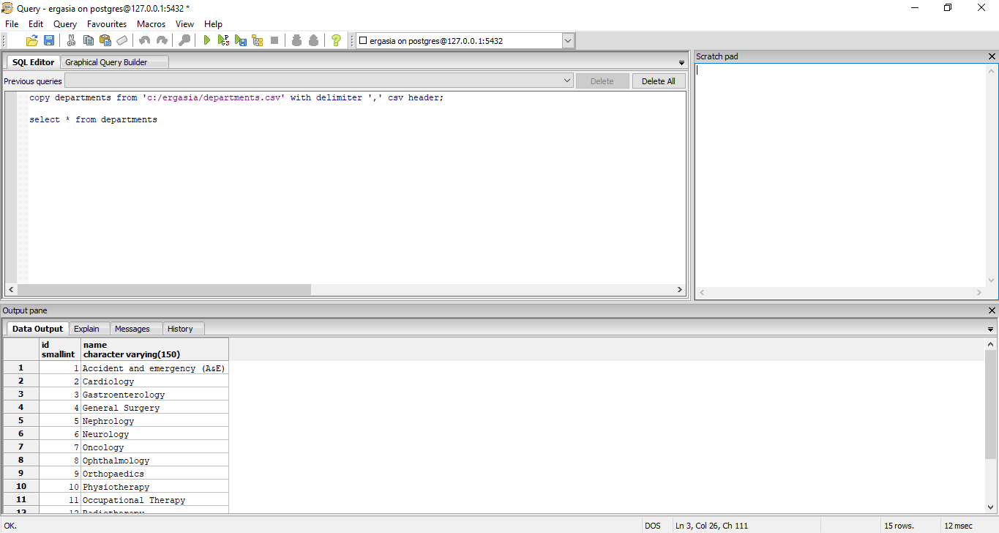 Query - ergasia on postgres@127.0.0.1:5432 *
File Edit Query Favourites Macros View Help
ergasia on postgres@127.0.0.1:5432
SQL Editor Graphical Query Builder
Scratch pad
Previous queries Delete Delete All
copy departments from 'c:/ergasia/departments.csv' with delimiter ',' csv header;
select * from departments
Output pane
Data Output Explain Messages History
id name
smallint character varying(150)
1 1 Accident and emergency (A&E)
2 2 Cardiology
3 3 Gastroenterology
4 4 General Surgery
5 5 Nephrology
6 6 Neurology
7 7 Oncology
8 8 Ophthalmology
9 9 Orthopaedics
10 10 Physiotherapy
11 11 Occupational Therapy
12 12 Radiotherapy
OK. DOS Ln 3, Col 26, Ch 111 15 rows. 12 msec